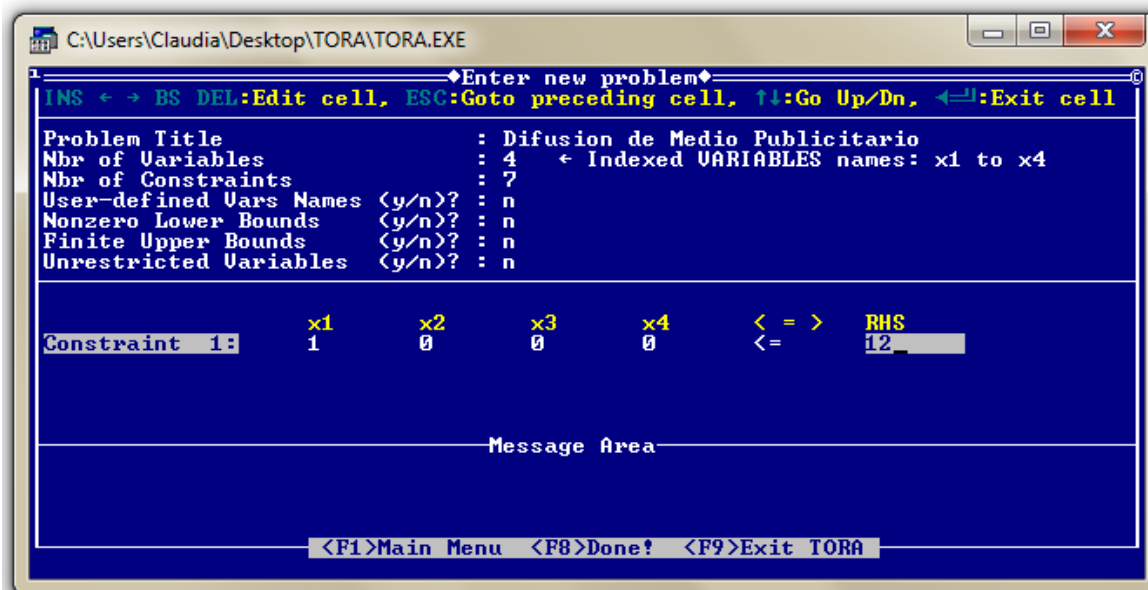 C:\Users\Claudia\Desktop\TORA\TORA.EXE
1 ◆Enter new problem◆ ©
INS ← → BS DEL:Edit cell, ESC:Goto preceding cell, ↑↓:Go Up/Dn, ◄─┘:Exit cell
Problem Title : Difusion de Medio Publicitario
Nbr of Variables : 4 ← Indexed VARIABLES names: x1 to x4
Nbr of Constraints : 7
User-defined Vars Names (y/n)? : n
Nonzero Lower Bounds (y/n)? : n
Finite Upper Bounds (y/n)? : n
Unrestricted Variables (y/n)? : n
x1 x2 x3 x4 < = > RHS
Constraint 1: 1 0 0 0 <= 12_
Message Area
<F1>Main Menu <F8>Done! <F9>Exit TORA